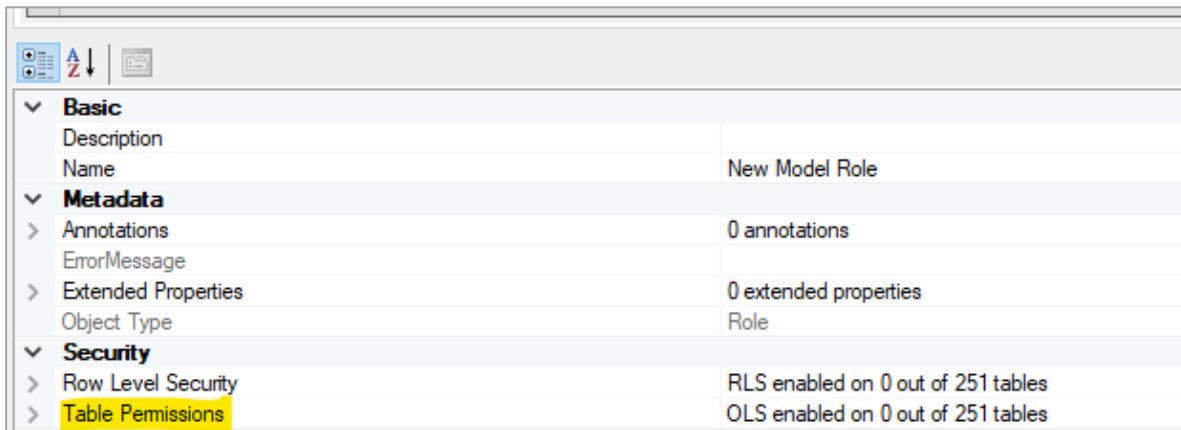 A
Z
Basic
Description
Name New Model Role
Metadata
Annotations 0 annotations
ErrorMessage
Extended Properties 0 extended properties
Object Type Role
Security
Row Level Security RLS enabled on 0 out of 251 tables
Table Permissions OLS enabled on 0 out of 251 tables